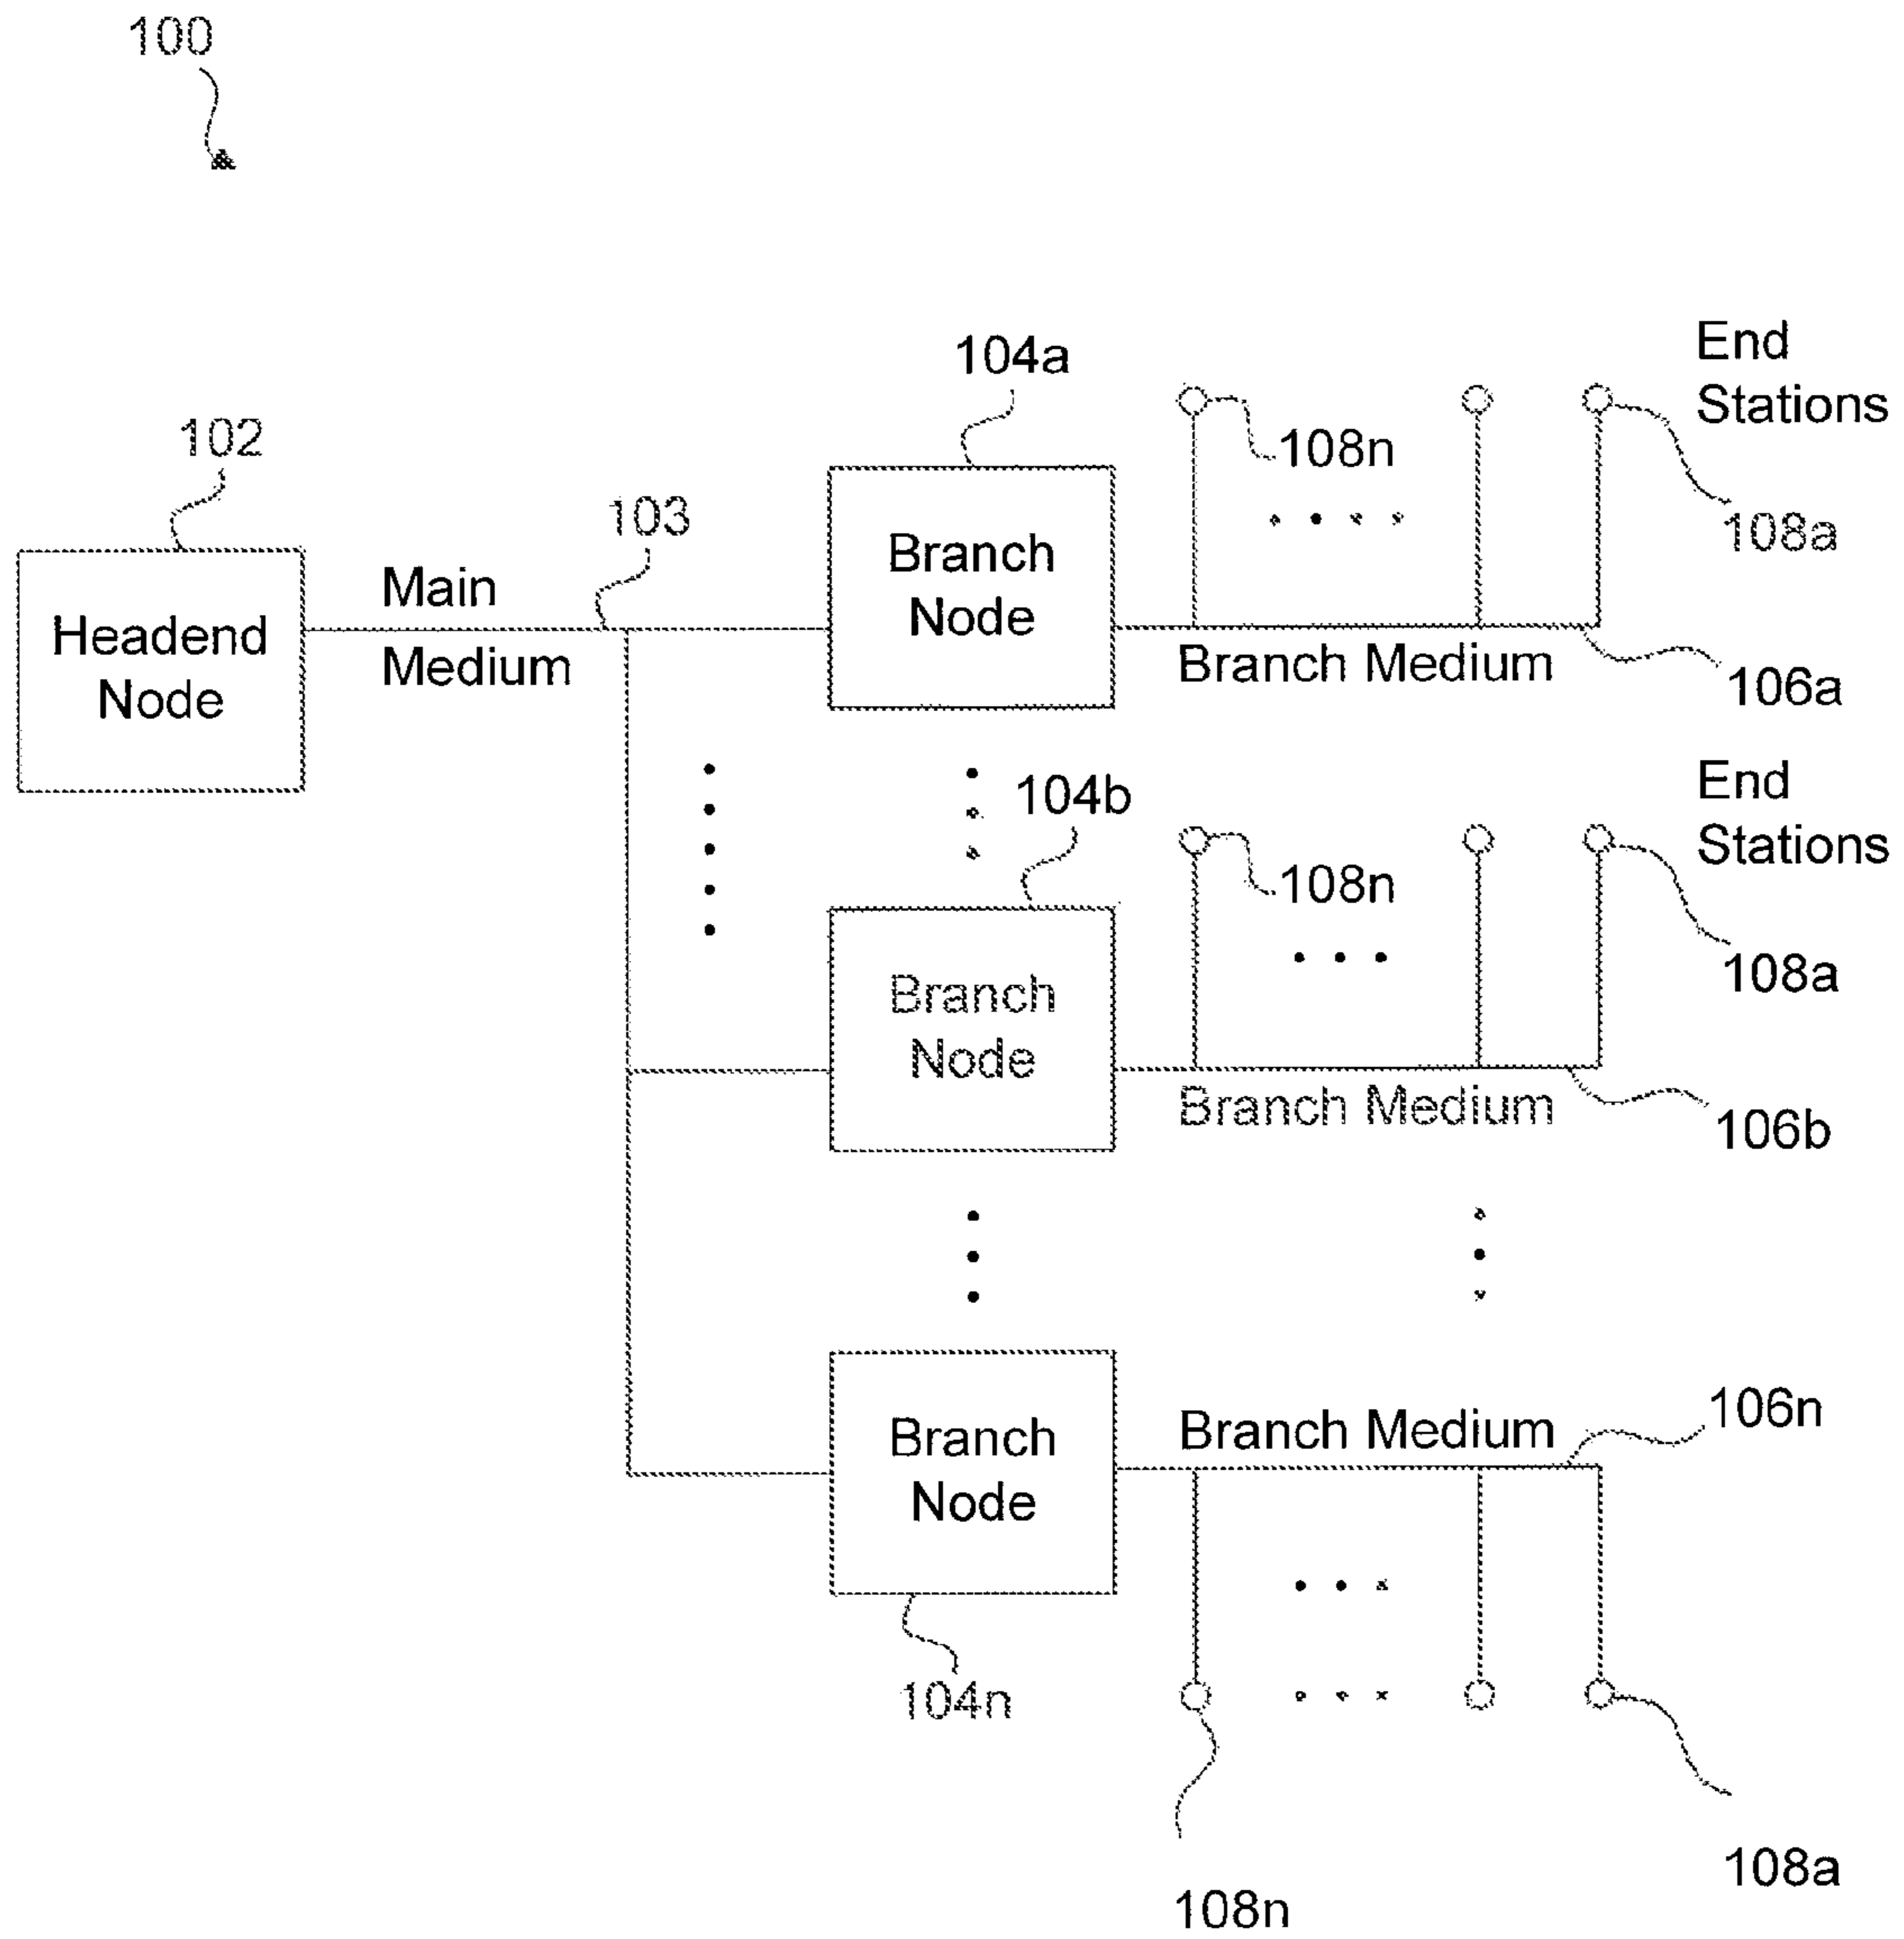 100
104a
End
Stations
102
108n
103
108a
Branch
Node
Main
Medium
Headend
Node
Branch Medium
106a
104b
End
Stations
108n
108a
Branch
Node
Branch Medium
106b
106n
Branch Medium
Branch
Node
104n
108a
108n